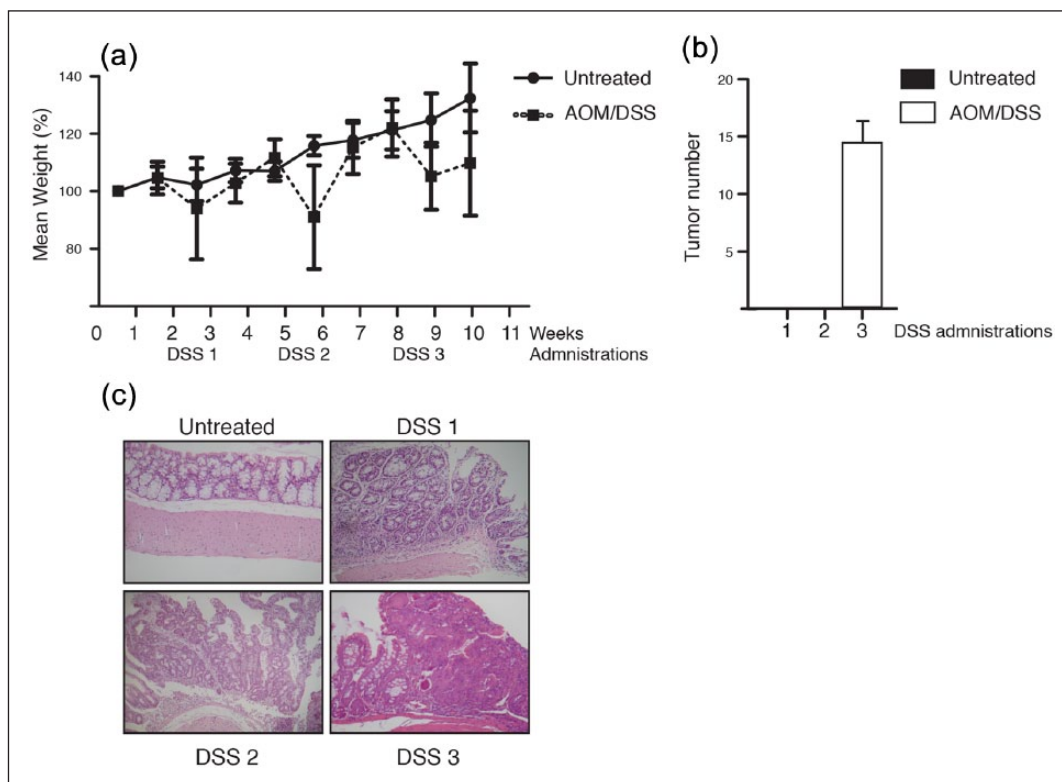 (a)
Mean Weight (%)
140
120
100
80
Untreated
AOM/DSS
0 1 2 3 4 5 6 7 8 9 10 11 Weeks
DSS 1 DSS 2 DSS 3 Admnistrations
(b)
Tumor number
20
15
10
5
Untreated
AOM/DSS
1 2 3 DSS admnistrations
(c)
Untreated DSS 1
DSS 2 DSS 3